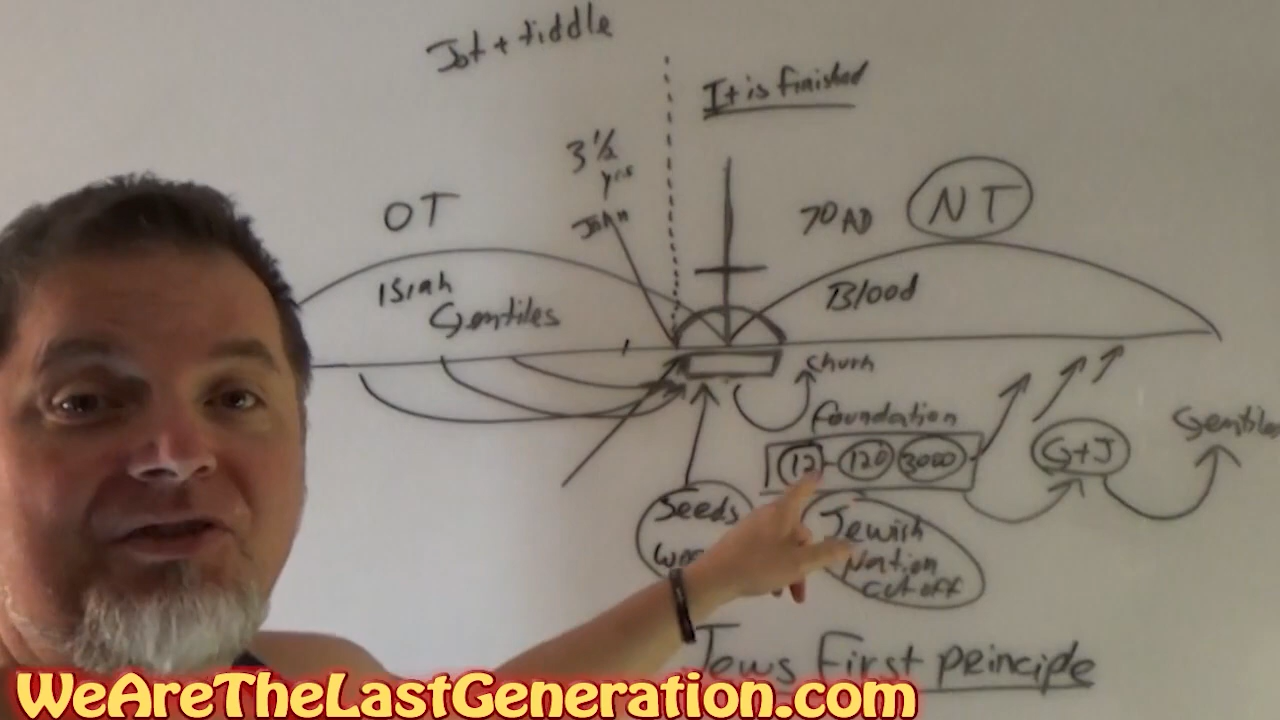 Jot + tiddle
It is finished
3½
yrs
John
OT
70 AD
NT
Isiah
Gentiles
Blood
Churh
foundation
12 - 120 3000
G+J
Gentiles
Seeds
Jewish
Nation
cut off
Jews First principle
WeAreTheLastGeneration.com